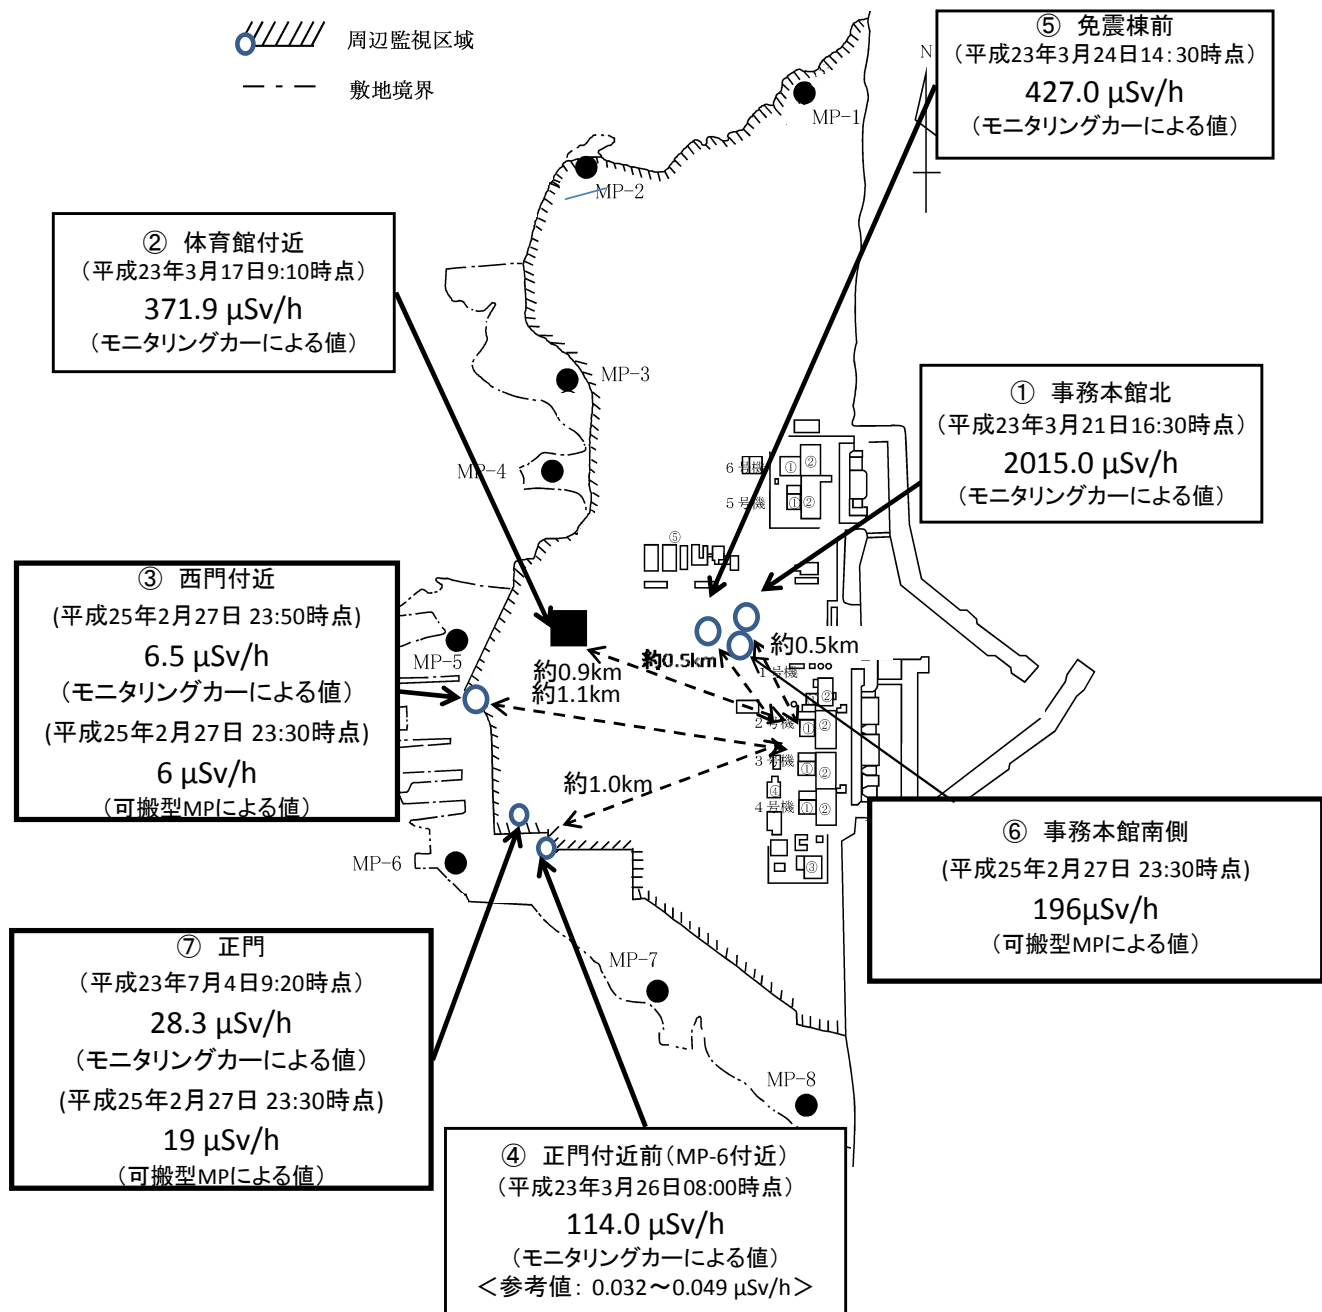 周辺監視区域
敷地境界
⑤ 免震棟前
（平成23年3月24日14:30時点）
427.0 μSv/h
（モニタリングカーによる値）
N
MP-1
MP-2
② 体育館付近
（平成23年3月17日9:10時点）
371.9 μSv/h
（モニタリングカーによる値）
MP-3
① 事務本館北
（平成23年3月21日16:30時点）
2015.0 μSv/h
（モニタリングカーによる値）
MP-4
6号機
①
②
5号機
①
②
⑤
③ 西門付近
(平成25年2月27日 23:50時点)
6.5 μSv/h
（モニタリングカーによる値）
(平成25年2月27日 23:30時点)
6 μSv/h
（可搬型MPによる値）
MP-5
約0.9km
約1.1km
約0.5km
約0.5km
1号機
②
2号機
①
②
3号機
①
②
④
4号機
①
②
③
約1.0km
MP-6
⑥ 事務本館南側
(平成25年2月27日 23:30時点)
196μSv/h
（可搬型MPによる値）
⑦ 正門
（平成23年7月4日9:20時点）
28.3 μSv/h
（モニタリングカーによる値）
(平成25年2月27日 23:30時点)
19 μSv/h
（可搬型MPによる値）
MP-7
MP-8
④ 正門付近前（MP-6付近）
（平成23年3月26日08:00時点）
114.0 μSv/h
（モニタリングカーによる値）
＜参考値：0.032～0.049 μSv/h＞